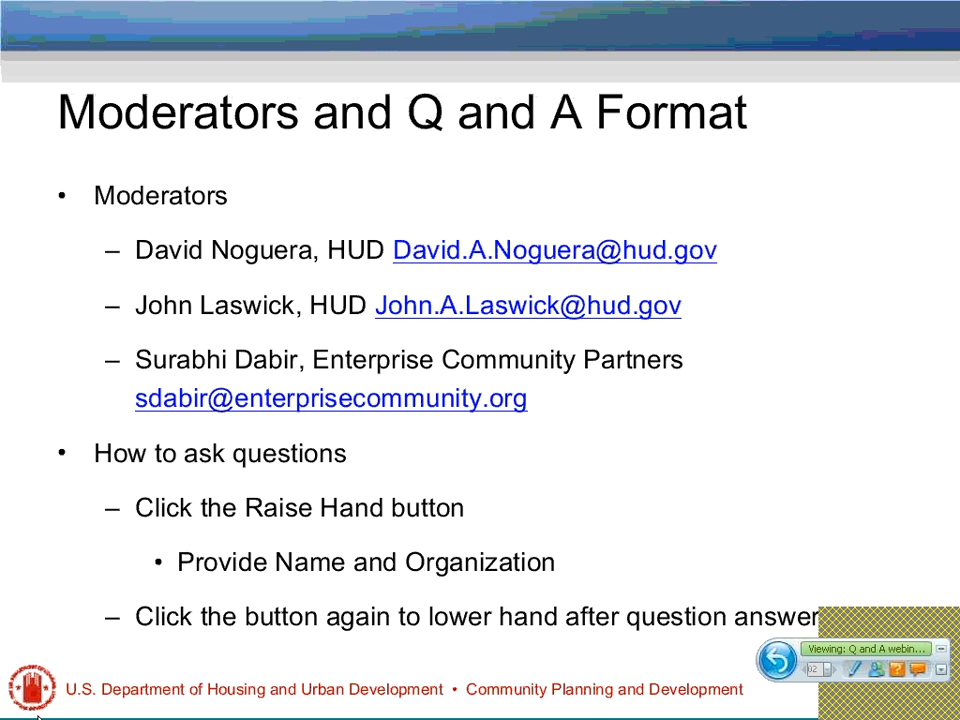 Moderators and Q and A Format
• Moderators
– David Noguera, HUD David.A.Noguera@hud.gov
– John Laswick, HUD John.A.Laswick@hud.gov
– Surabhi Dabir, Enterprise Community Partners
sdabir@enterprisecommunity.org
• How to ask questions
– Click the Raise Hand button
• Provide Name and Organization
– Click the button again to lower hand after question answer
Viewing: Q and A webin...
02
U.S. Department of Housing and Urban Development • Community Planning and Development